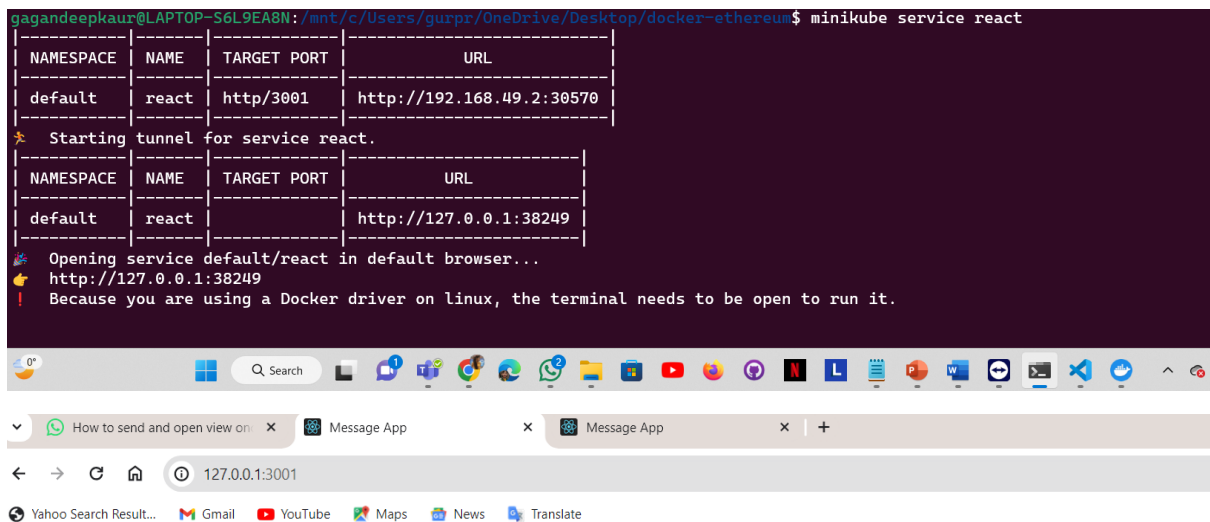 gagandeepkaur@LAPTOP-S6L9EA8N:/mnt/c/Users/gurpr/OneDrive/Desktop/docker-ethereum$ minikube service react
|-----------|-------|-------------|---------------------------|
| NAMESPACE | NAME | TARGET PORT | URL |
|-----------|-------|-------------|---------------------------|
| default | react | http/3001 | http://192.168.49.2:30570 |
|-----------|-------|-------------|---------------------------|
🏃 Starting tunnel for service react.
|-----------|-------|-------------|------------------------|
| NAMESPACE | NAME | TARGET PORT | URL |
|-----------|-------|-------------|------------------------|
| default | react | | http://127.0.0.1:38249 |
|-----------|-------|-------------|------------------------|
🎉 Opening service default/react in default browser...
👉 http://127.0.0.1:38249
❗ Because you are using a Docker driver on linux, the terminal needs to be open to run it.
0° Search 1 2 N L P W
How to send and open view on Message App Message App
127.0.0.1:3001
Yahoo Search Result... Gmail YouTube Maps News Translate